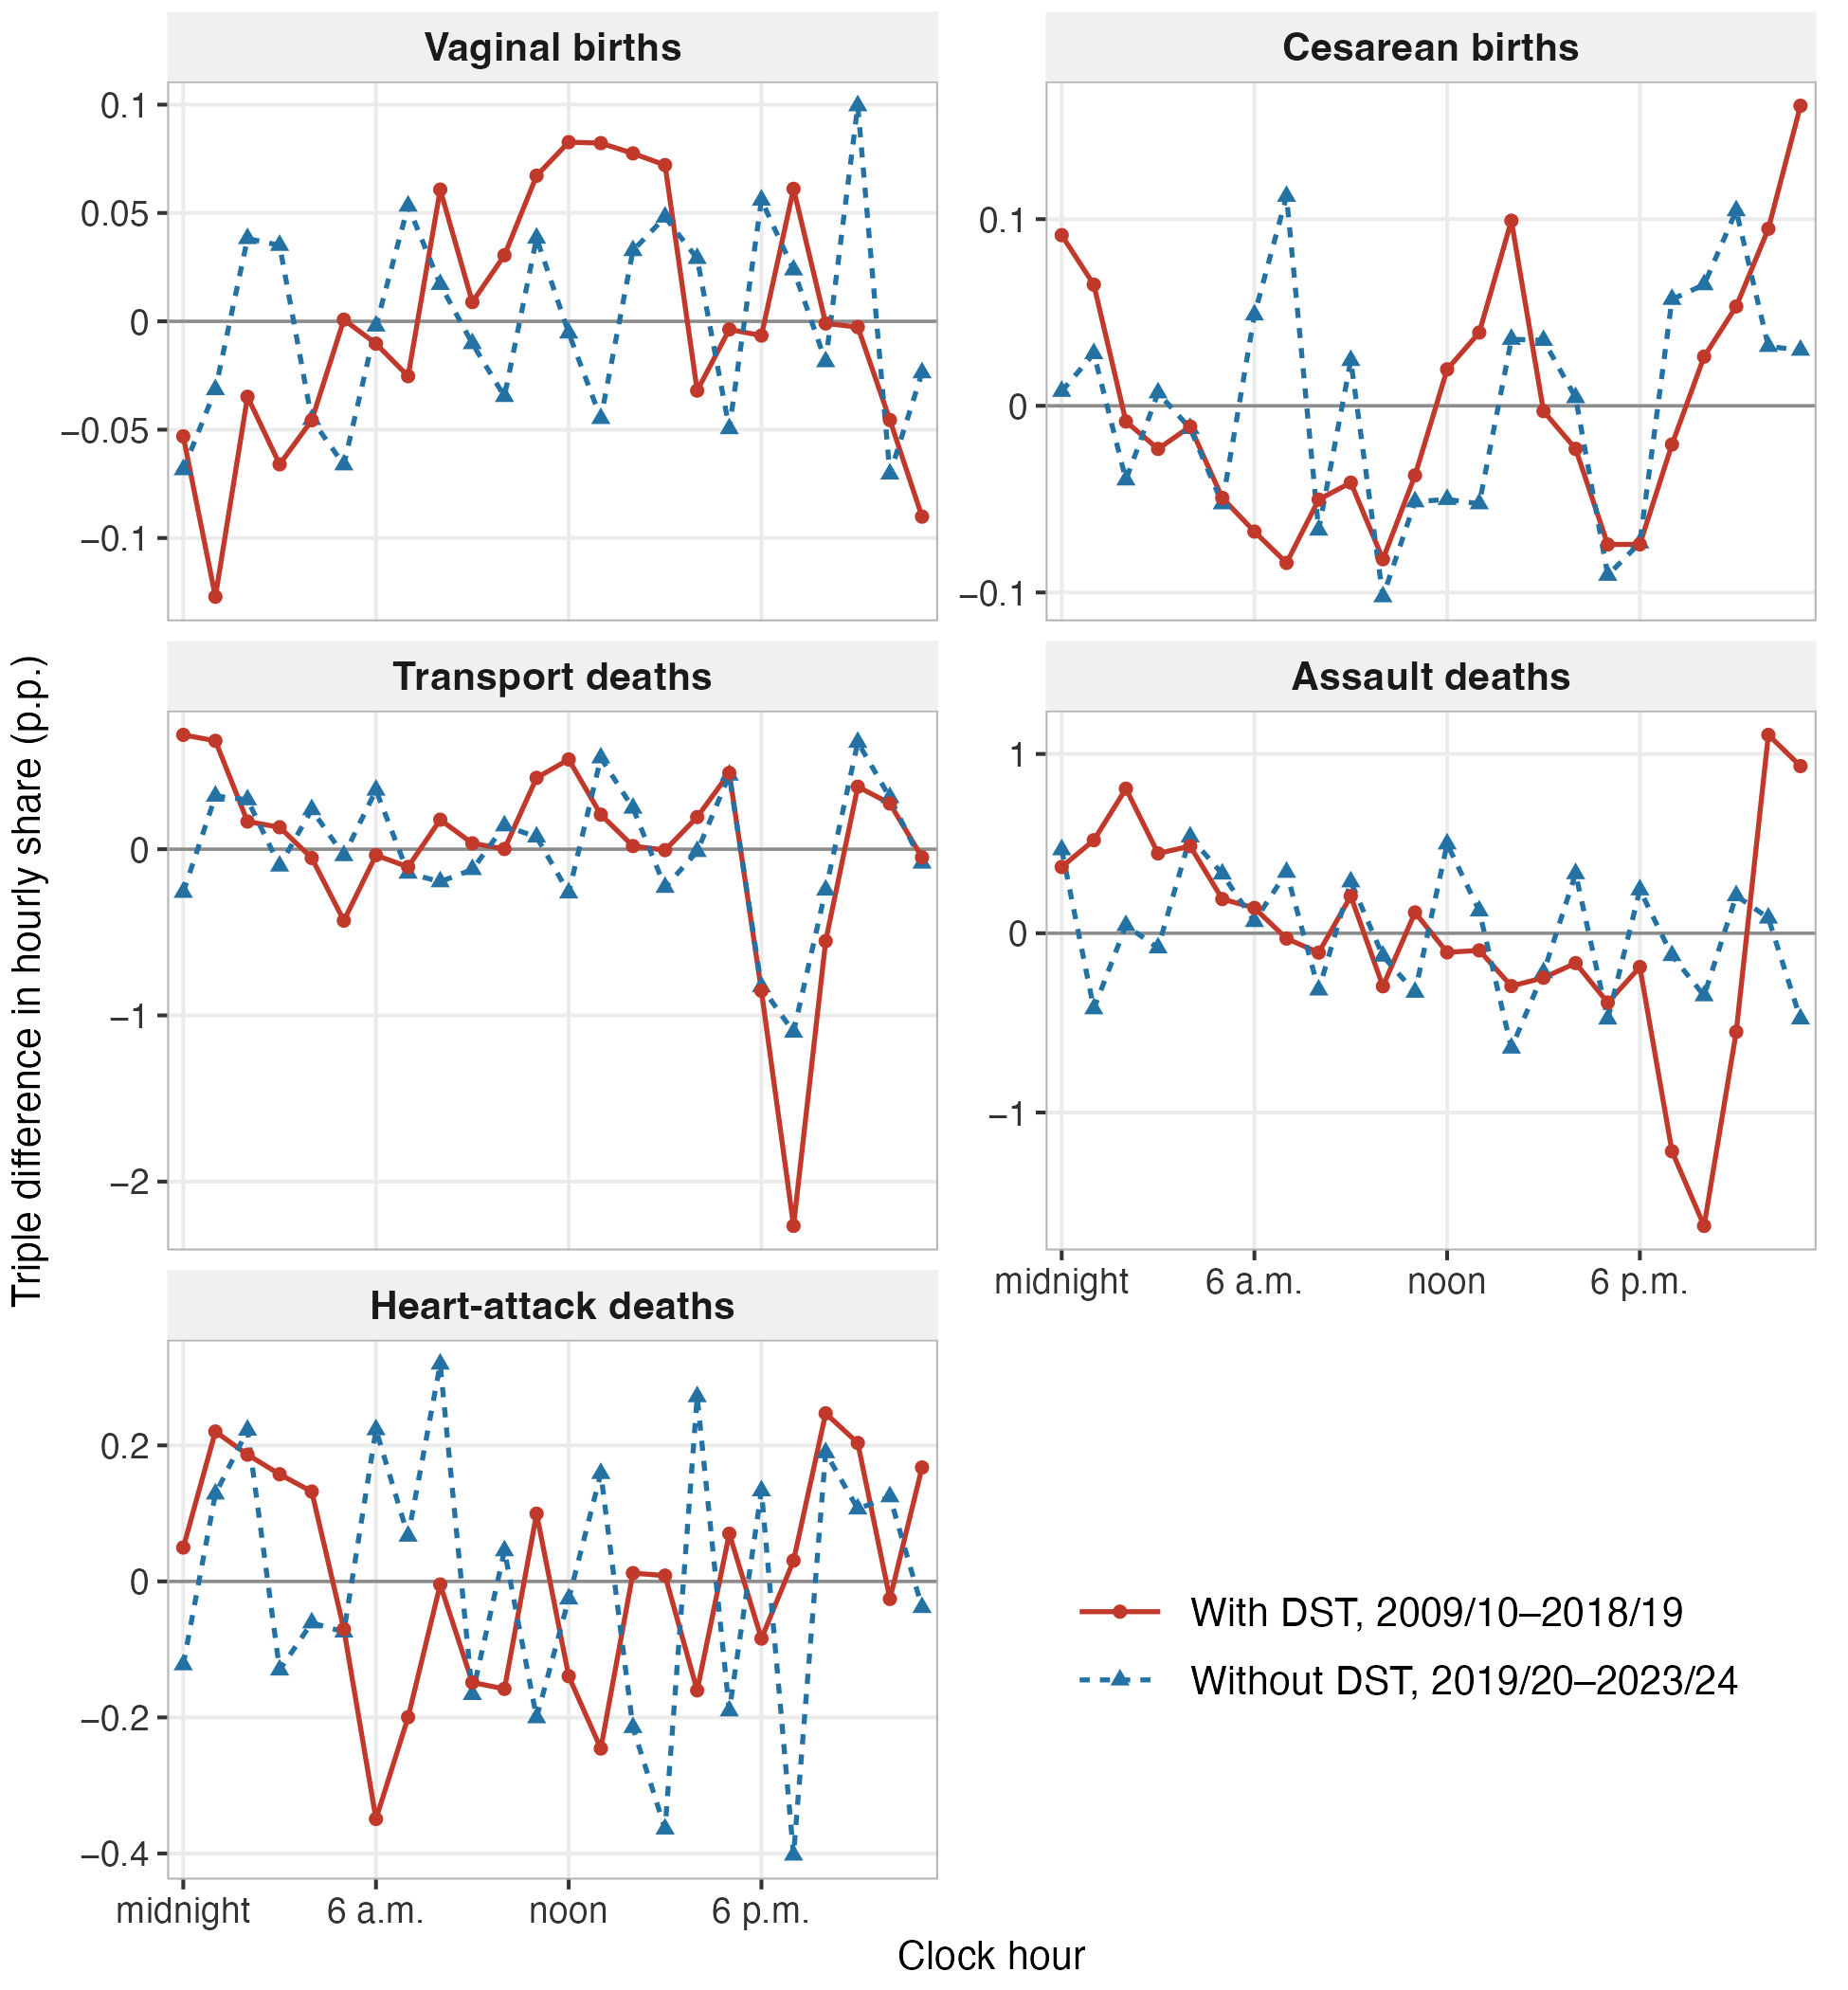 Vaginal births
Cesarean births
0.1
0.05
0
−0.05
−0.1
0.1
0
−0.1
Transport deaths
Assault deaths
0
−1
−2
1
0
−1
midnight 6 a.m. noon 6 p.m.
Heart-attack deaths
0.2
0
−0.2
−0.4
midnight 6 a.m. noon 6 p.m.
With DST, 2009/10–2018/19
Without DST, 2019/20–2023/24
Clock hour
Triple difference in hourly share (p.p.)